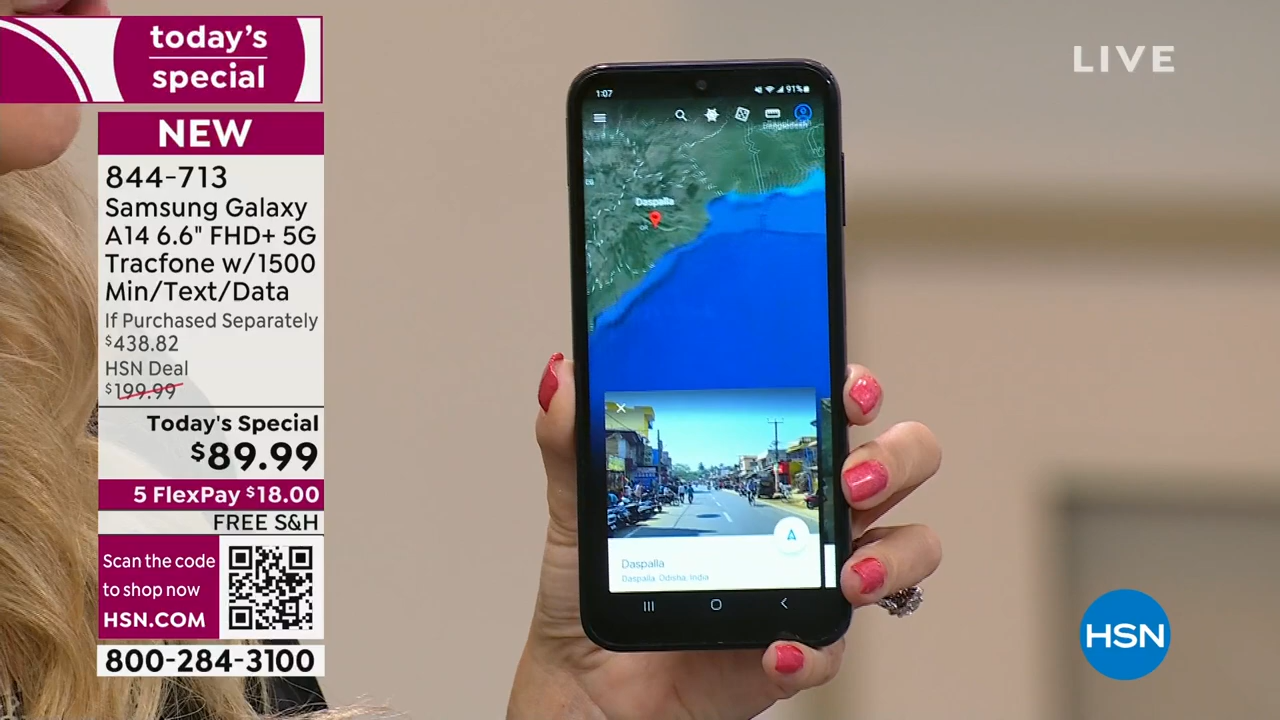 today's
special
NEW
844-713
Samsung Galaxy
A14 6.6" FHD+ 5G
Tracfone w/1500
Min/Text/Data
If Purchased Separately
$438.82
HSN Deal
$199.99
Today's Special
$89.99
5 FlexPay $18.00
FREE S&H
Scan the code
to shop now
HSN.COM
800-284-3100
LIVE
1:07
91%
Daspalla
Daspalla
Daspalla, Odisha, India
HSN